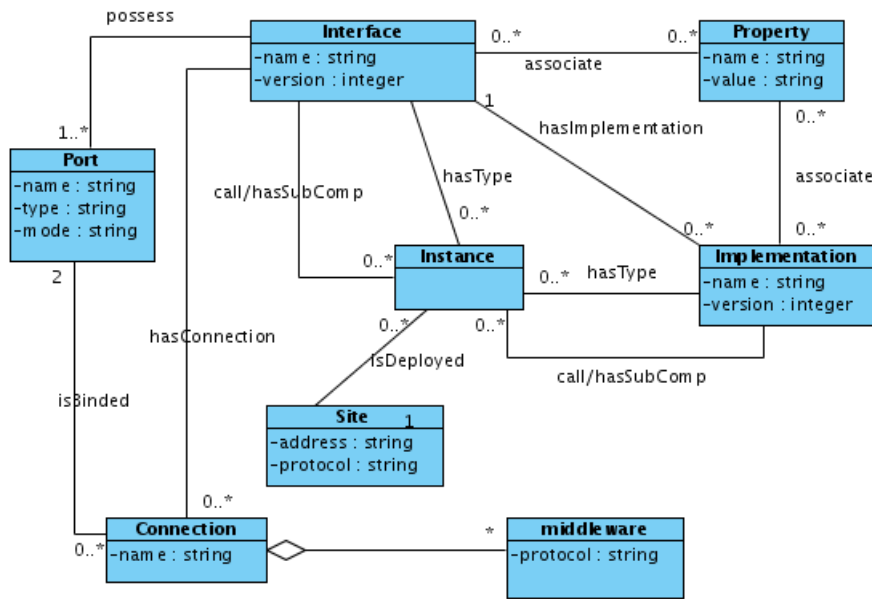 possess
Interface
-name : string
-version : integer
0..*
0..*
associate
Property
-name : string
-value : string
1
0..*
hasImplementation
1..*
Port
-name : string
-type : string
-mode : string
call/hasSubComp
hasType
associate
0..*
0..*
0..*
0..*
Instance
0..*
hasType
Implementation
-name : string
-version : integer
2
hasConnection
0..*
0..*
isDeployed
call/hasSubComp
isBinded
Site
1
-address : string
-protocol : string
0..*
Connection
-name : string
0..*
*
middleware
-protocol : string